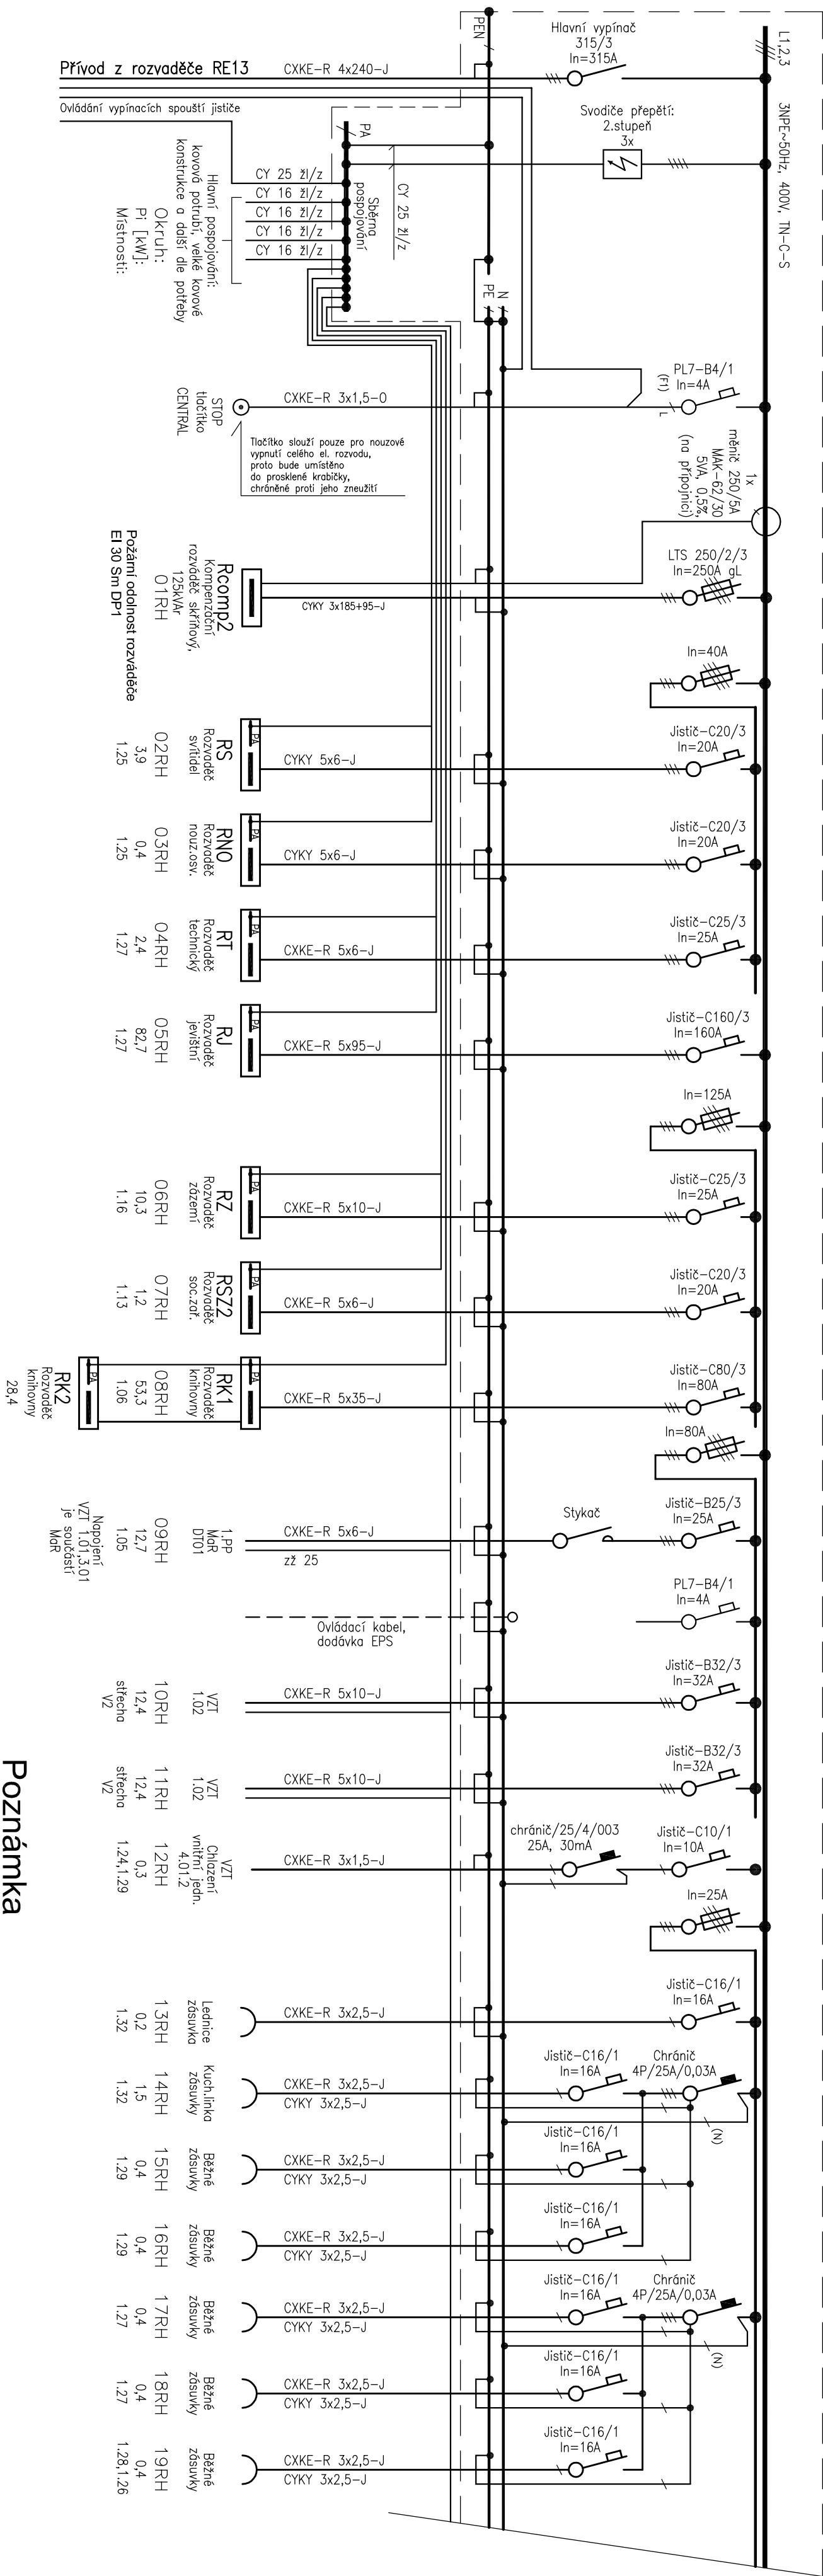 PEN
Hlavní vypínač
315/3
In=315A
L1,2,3
3NPE~50Hz, 400V, TN-C-S
Přívod z rozvaděče RE13
CXKE-R 4x240-J
Ovládání vypínacích spouští jističe
Svodiče přepětí:
2.stupeň
3x
PA
CY 25 žl/z
CY 16 žl/z
CY 16 žl/z
CY 16 žl/z
CY 16 žl/z
CY 25 žl/z
Sběrna
pospojování
Hlavní pospojování:
kovová potrubí, velké kovové
konstrukce a další dle potřeby
Okruh:
Pi [kW]:
Místnosti:
N
PE
PL7-B4/1
In=4A
(F1)
L
CXKE-R 3x1,5-O
STOP
tlačítko
CENTRAL
Tlačítko slouží pouze pro nouzové
vypnutí celého el. rozvodu,
proto bude umístěno
do prosklené krabičky,
chráněné proti jeho zneužití
1x
měnič 250/5A
MAK-62/30
5VA, 0,5%,
(na přípojnici)
LTS 250/2/3
In=250A gL
CYKY 3x185+95-J
Rcomp2
Kompenzační
rozváděč skříňový,
125kVAr
01RH
Požární odolnost rozváděče
EI 30 Sm DP1
In=40A
Jistič-C20/3
In=20A
CYKY 5x6-J
PA
RS
Rozvaděč
svítidel
02RH
3,9
1.25
Jistič-C20/3
In=20A
CYKY 5x6-J
PA
RNO
Rozvaděč
nouz.osv.
03RH
0,4
1.25
Jistič-C25/3
In=25A
CXKE-R 5x6-J
PA
RT
Rozvaděč
technický
04RH
2,4
1.27
Jistič-C160/3
In=160A
CXKE-R 5x95-J
PA
RJ
Rozvaděč
jevištní
05RH
82,7
1.27
In=125A
Jistič-C25/3
In=25A
CXKE-R 5x10-J
PA
RZ
Rozvaděč
zázemí
06RH
10,3
1.16
Jistič-C20/3
In=20A
CXKE-R 5x6-J
PA
RSZ2
Rozvaděč
soc.zař.
07RH
1,2
1.13
Jistič-C80/3
In=80A
CXKE-R 5x35-J
PA
RK1
Rozvaděč
knihovny
08RH
53,3
1.06
PA
RK2
Rozvaděč
knihovny
28,4
In=80A
Jistič-B25/3
In=25A
Stykač
CXKE-R 5x6-J
zž 25
1.PP
MaR
DT01
09RH
12,7
1.05
Napojení
VZT 1.01,3.01
je součástí
MaR
PL7-B4/1
In=4A
Ovládací kabel,
dodávka EPS
Jistič-B32/3
In=32A
CXKE-R 5x10-J
VZT
1.02
10RH
12,4
střecha
V2
Jistič-B32/3
In=32A
CXKE-R 5x10-J
VZT
1.02
11RH
12,4
střecha
V2
chránič/25/4/003
25A, 30mA
Jistič-C10/1
In=10A
CXKE-R 3x1,5-J
VZT
Chlazení
vnitřní jedn.
4.01.2
12RH
0,3
1.24,1.29
Poznámka
In=25A
Jistič-C16/1
In=16A
CXKE-R 3x2,5-J
Lednice
zásuvka
13RH
0,2
1.32
Jistič-C16/1
In=16A
Chránič
4P/25A/0,03A
(N)
CXKE-R 3x2,5-J
CYKY 3x2,5-J
Kuch.linka
zásuvky
14RH
1,5
1.32
Jistič-C16/1
In=16A
CXKE-R 3x2,5-J
CYKY 3x2,5-J
Běžné
zásuvky
15RH
0,4
1.29
Jistič-C16/1
In=16A
CXKE-R 3x2,5-J
CYKY 3x2,5-J
Běžné
zásuvky
16RH
0,4
1.29
Jistič-C16/1
In=16A
Chránič
4P/25A/0,03A
(N)
CXKE-R 3x2,5-J
CYKY 3x2,5-J
Běžné
zásuvky
17RH
0,4
1.27
Jistič-C16/1
In=16A
CXKE-R 3x2,5-J
CYKY 3x2,5-J
Běžné
zásuvky
18RH
0,4
1.27
Jistič-C16/1
In=16A
CXKE-R 3x2,5-J
CYKY 3x2,5-J
Běžné
zásuvky
19RH
0,4
1.28,1.26